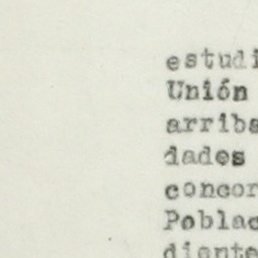 estudi
Unión
arriba
dades
concor
Poblac
diente